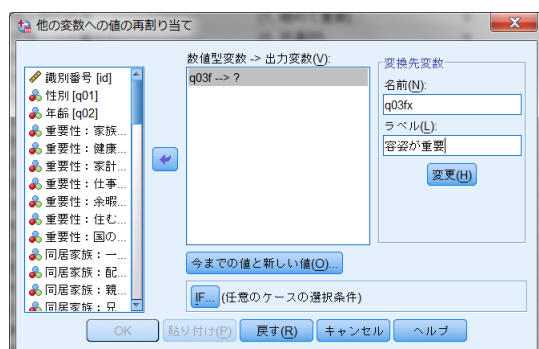 他の変数への値の再割り当て
識別番号 [id]
性別 [q01]
年齢 [q02]
重要性：家族...
重要性：健康...
重要性：家計...
重要性：仕事...
重要性：余暇...
重要性：住む...
重要性：国の...
同居家族：一...
同居家族：配...
同居家族：親...
同居家族：兄
数値型変数 -> 出力変数(V):
q03f --> ?
変換先変数
名前(N):
q03fx
ラベル(L):
容姿が重要
変更(H)
今までの値と新しい値(O)...
IF... (任意のケースの選択条件)
OK 貼り付け(P) 戻す(R) キャンセル ヘルプ